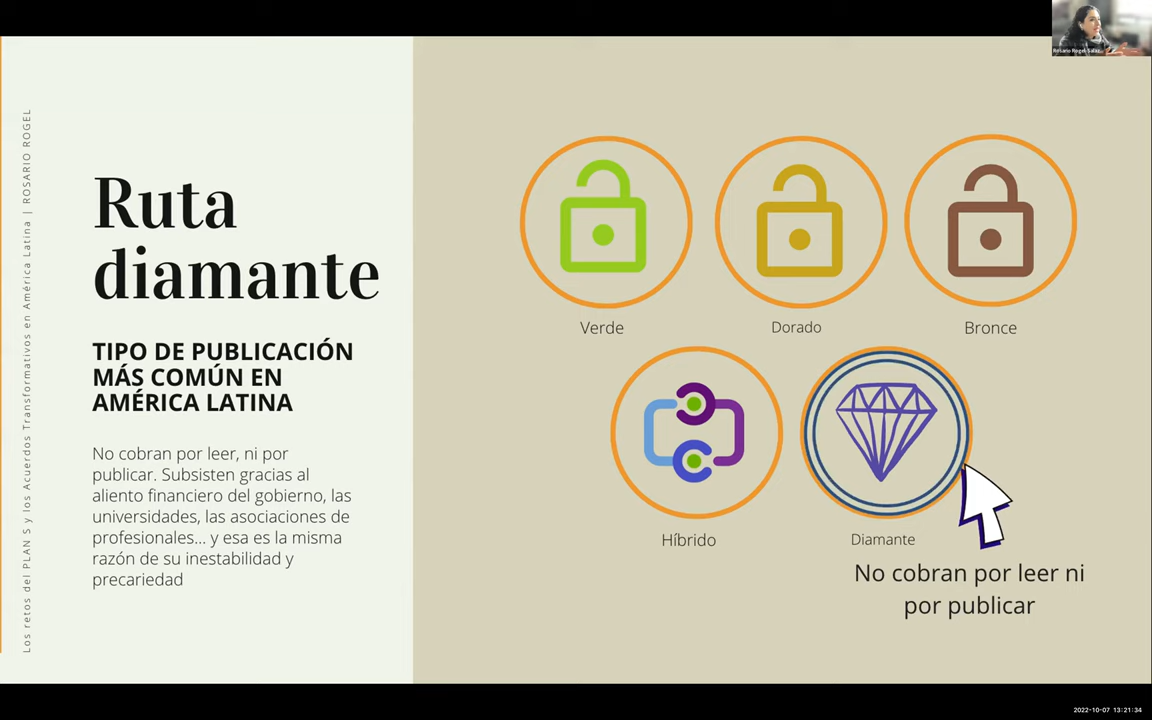 Rosario Rogel Salaz...
Los retos del PLAN S y los Acuerdos Transformativos en América Latina | ROSARIO ROGEL
Ruta
diamante
TIPO DE PUBLICACIÓN
MÁS COMÚN EN
AMÉRICA LATINA
No cobran por leer, ni por
publicar. Subsisten gracias al
aliento financiero del gobierno, las
universidades, las asociaciones de
profesionales... y esa es la misma
razón de su inestabilidad y
precariedad
Verde
Dorado
Bronce
Híbrido
Diamante
No cobran por leer ni
por publicar
2022-10-07 13:21:34